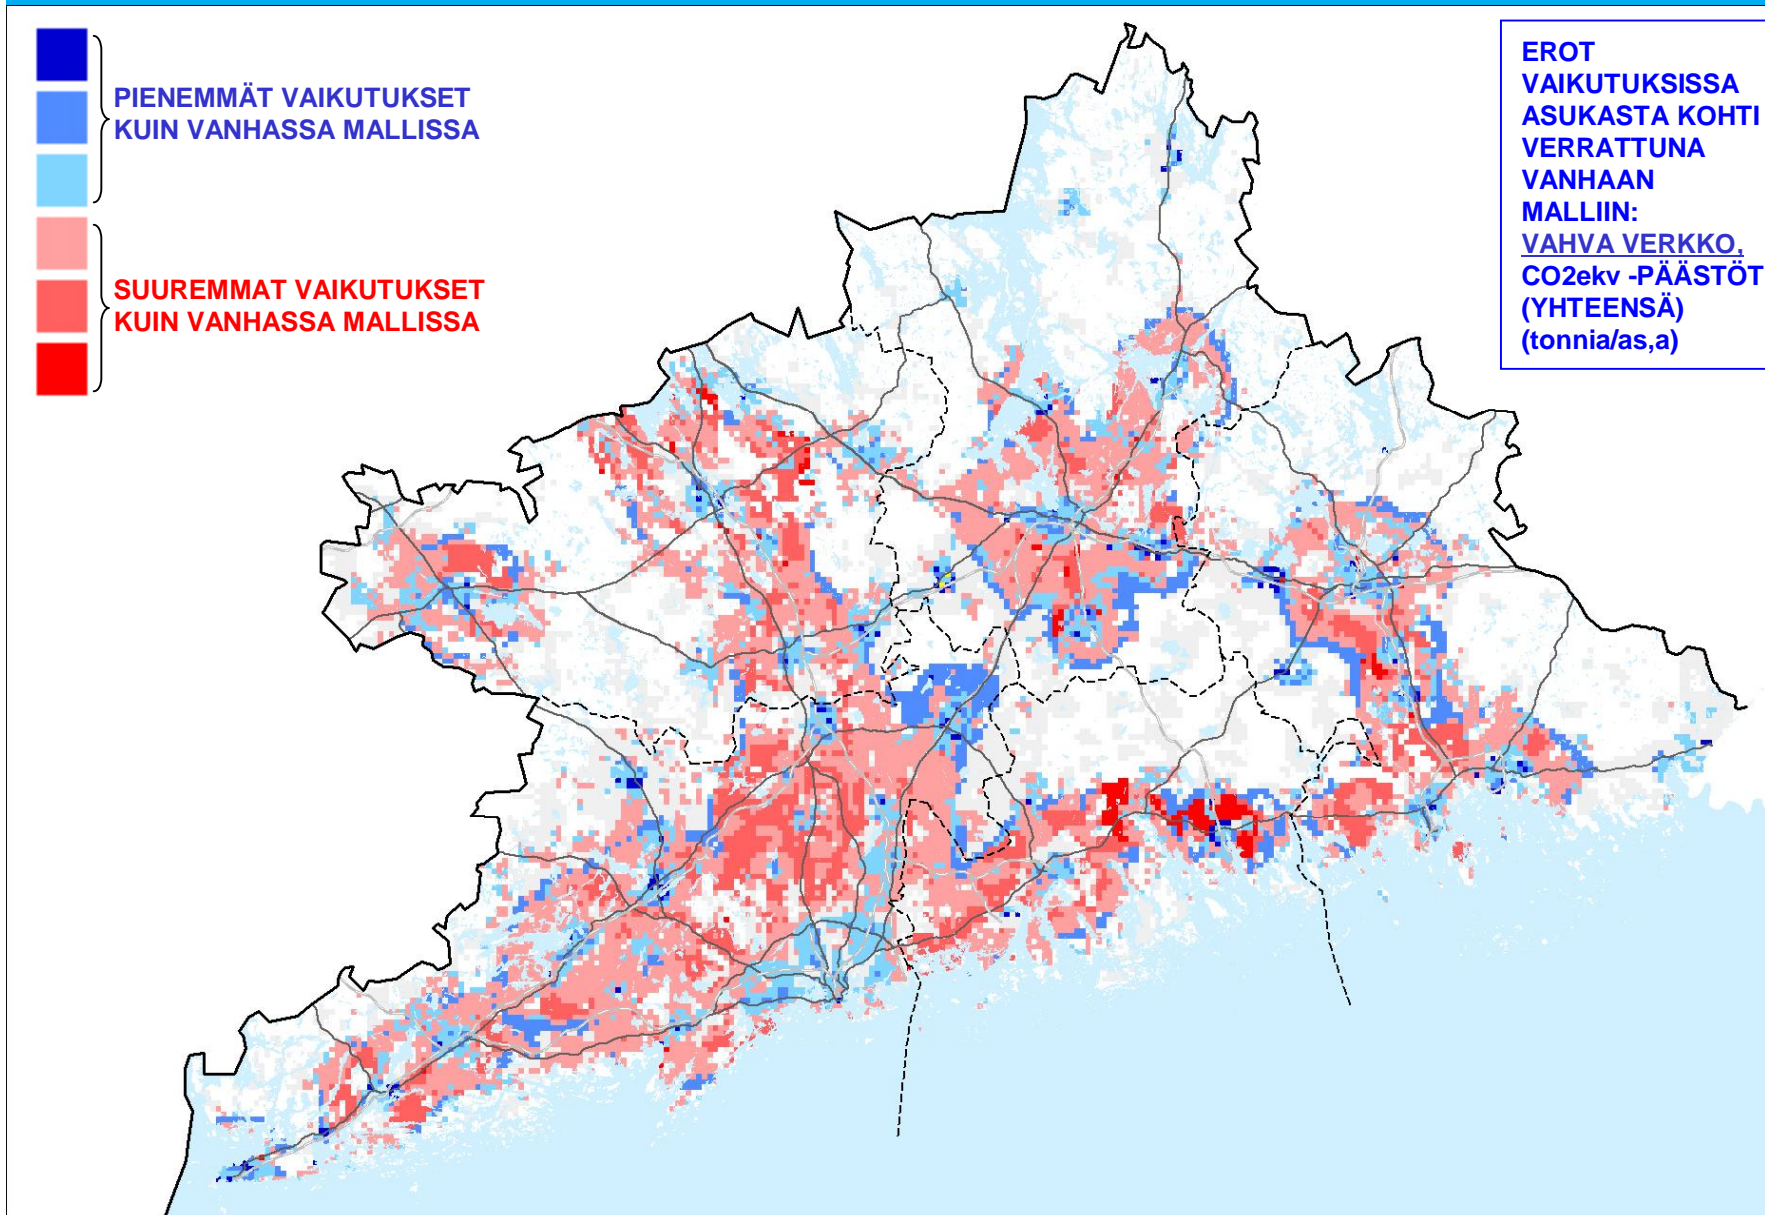 PIENEMMÄT VAIKUTUKSET
KUIN VANHASSA MALLISSA
SUUREMMAT VAIKUTUKSET
KUIN VANHASSA MALLISSA
EROT
VAIKUTUKSISSA
ASUKASTA KOHTI
VERRATTUNA
VANHAAN
MALLIIN:
VAHVA VERKKO,
CO2ekv -PÄÄSTÖT
(YHTEENSÄ)
(tonnia/as,a)